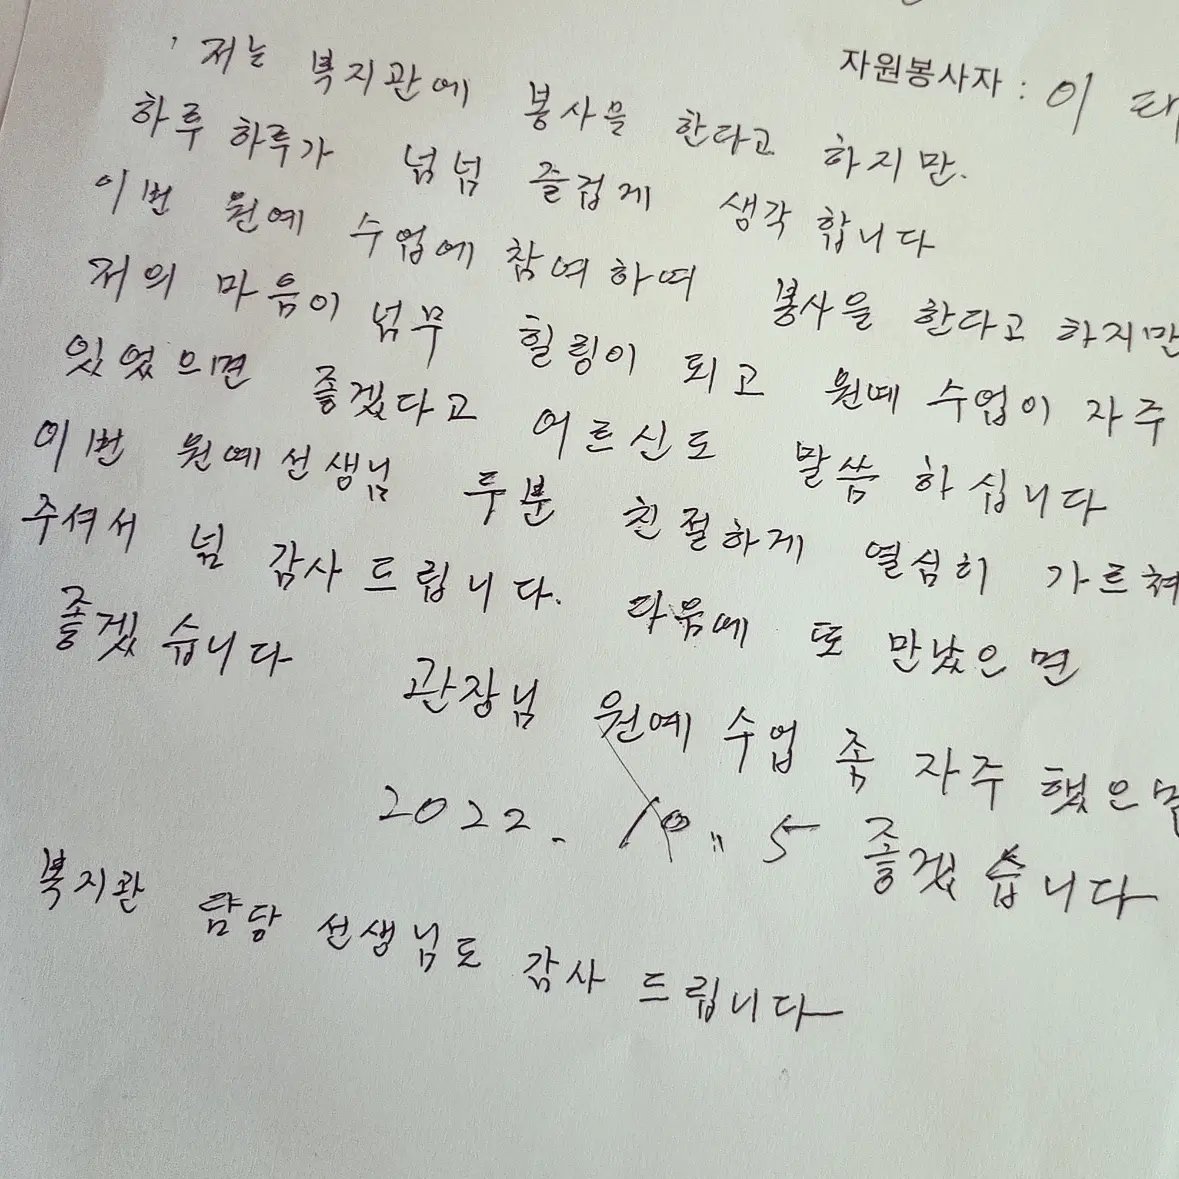 자원봉사자 : 이 태
저는 복지관에 봉사을 한다고 하지만.
하루 하루가 넘넘 즐겁게 생각 합니다
이번 원예 수업에 참여하여 봉사을 한다고 하지만
저의 마음이 넘무 힐링이 되고 원예 수업이 자주
있었으면 좋겠다고 어르신도 말씀 하십니다
이번 원예선생님 두분 친절하게 열심히 가르쳐
주셔서 넘 감사 드립니다. 다음에 또 만났으면
좋겠습니다 관장님 원예 수업 좀 자주 했으면
2022. 10. 5 좋겠습니다
복지관 담당 선생님도 감사 드립니다